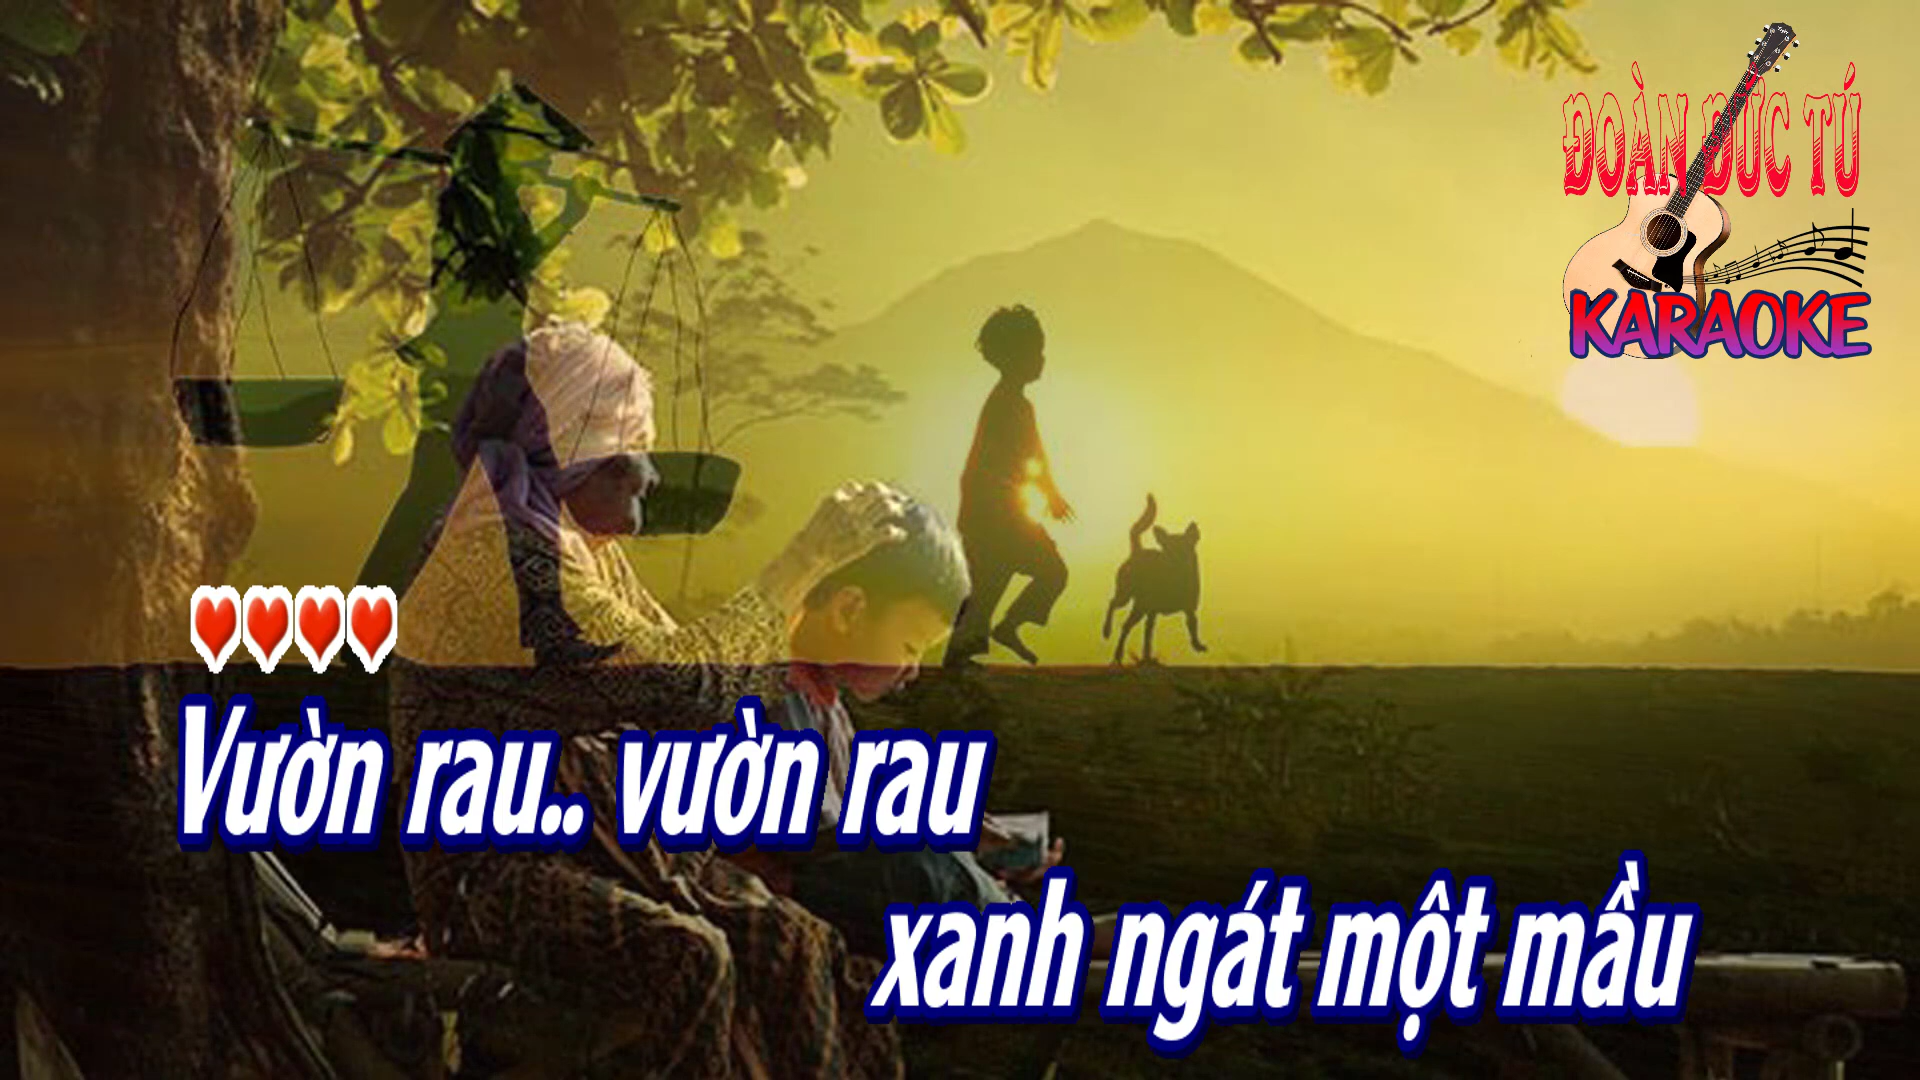 ĐOÀN ĐỨC TÚ
KARAOKE
Vườn rau.. vườn rau
xanh ngát một mầu